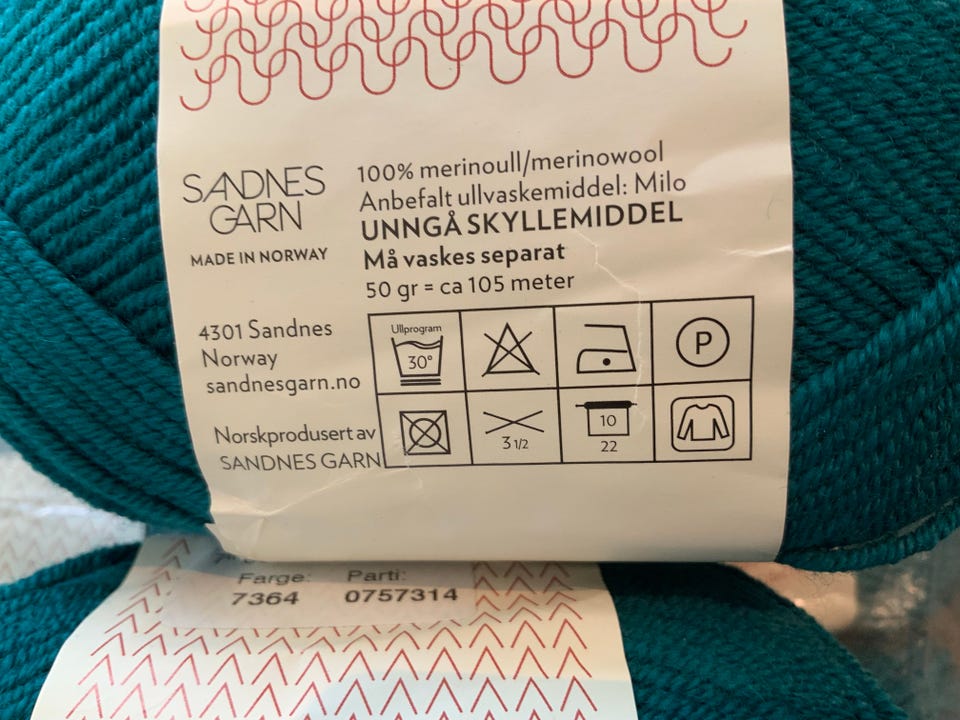 SANDNES
GARN
MADE IN NORWAY
4301 Sandnes
Norway
sandnesgarn.no
Norskprodusert av
SANDNES GARN
100% merinoull/merinowool
Anbefalt ullvaskemiddel: Milo
UNNGÅ SKYLLEMIDDEL
Må vaskes separat
50 gr = ca 105 meter
Ullprogram
30°
P
3 1/2
10
22
Farge: Parti:
7364 0757314